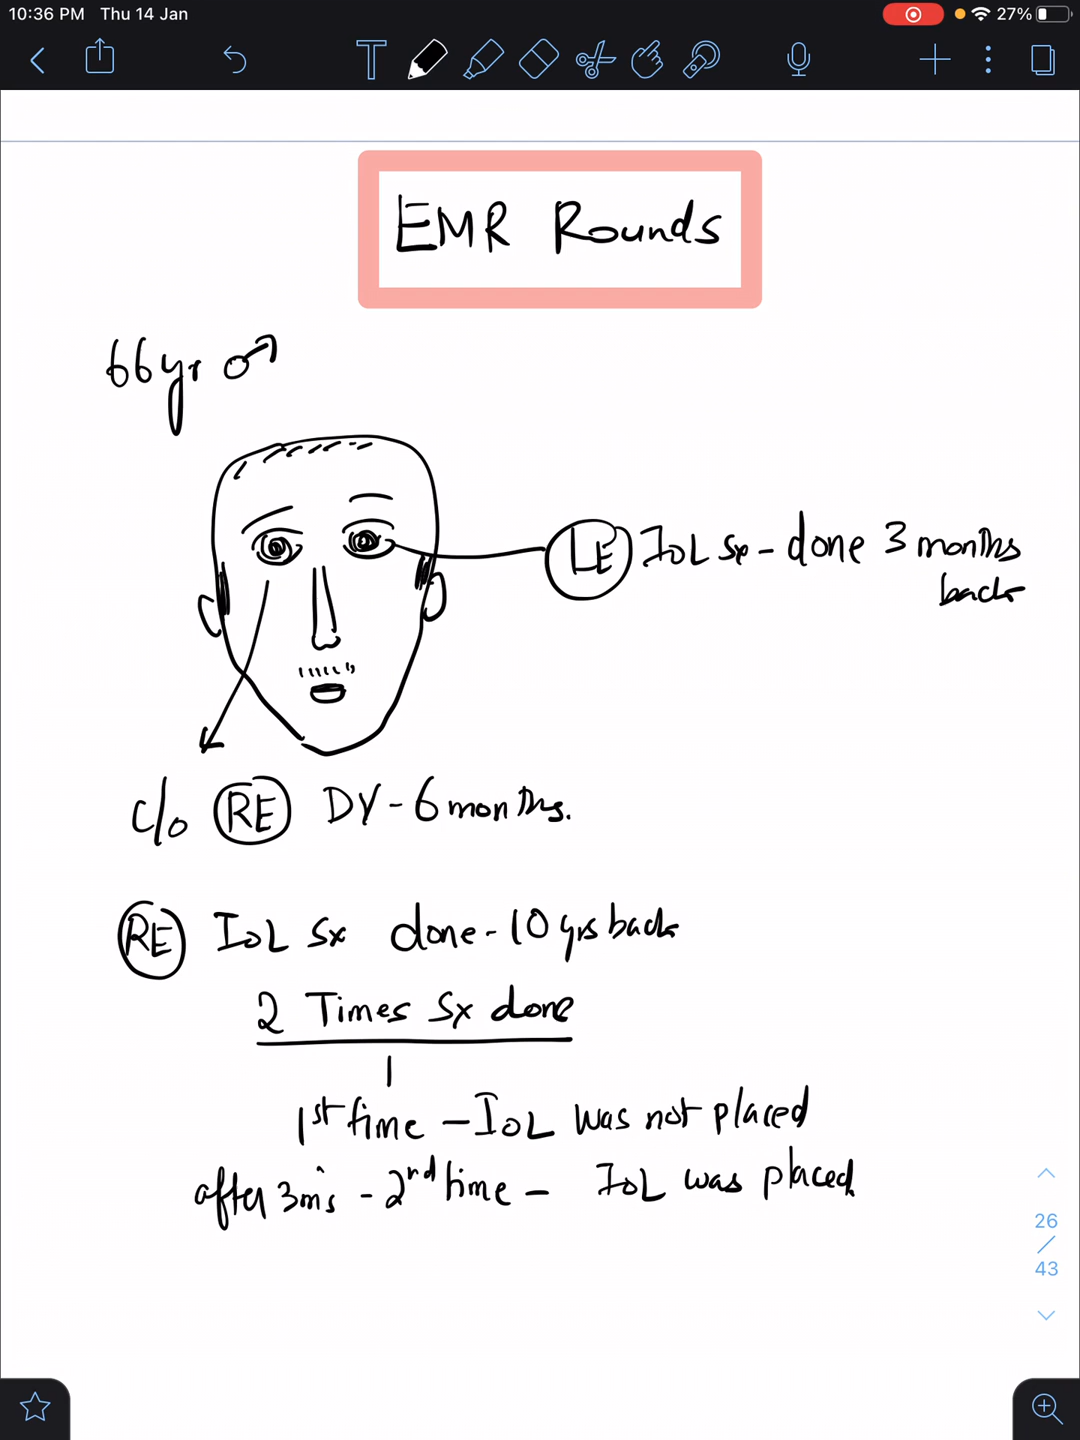 10:36 PM Thu 14 Jan
27%
EMR Rounds
66yr ♂
LE IOL Sx - done 3 months
back
c/o RE DV - 6 months.
RE IOL Sx done - 10 yrs back
2 Times Sx done
1st time - IOL was not placed
after 3m's - 2nd time - IOL was placed
26
/
43